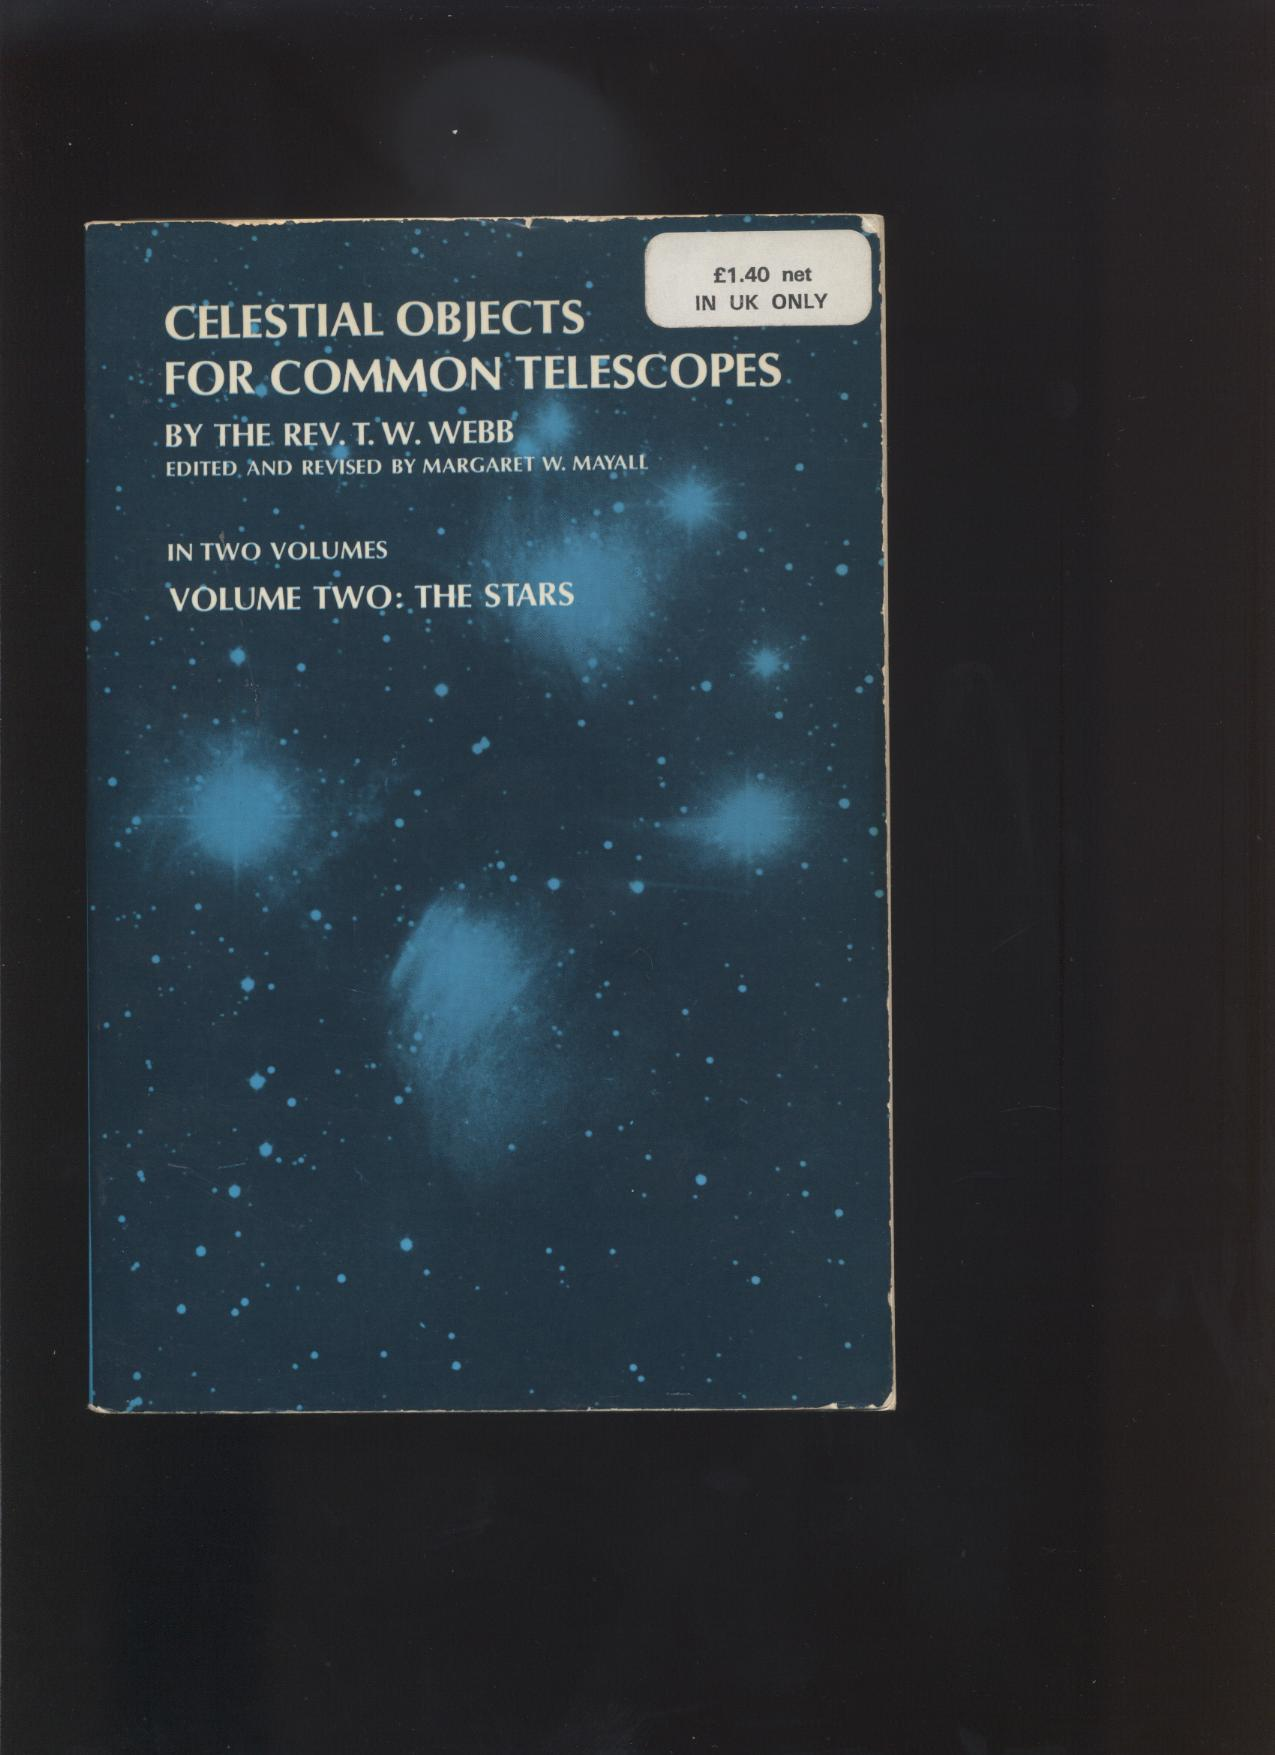 £1.40 net
IN UK ONLY
CELESTIAL OBJECTS
FOR COMMON TELESCOPES
BY THE REV. T. W. WEBB
EDITED AND REVISED BY MARGARET W. MAYALL
IN TWO VOLUMES
VOLUME TWO: THE STARS